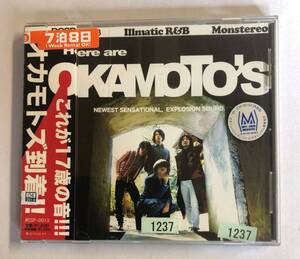 7泊8日
1 Week Rental OK!
Illmatic R&B
Monstereo
Here are
OKAMOTO'S
NEWEST SENSATIONAL, EXPLOSION SOUND
オカモトズ到着!!
これが17歳の音!!!
1237
1237